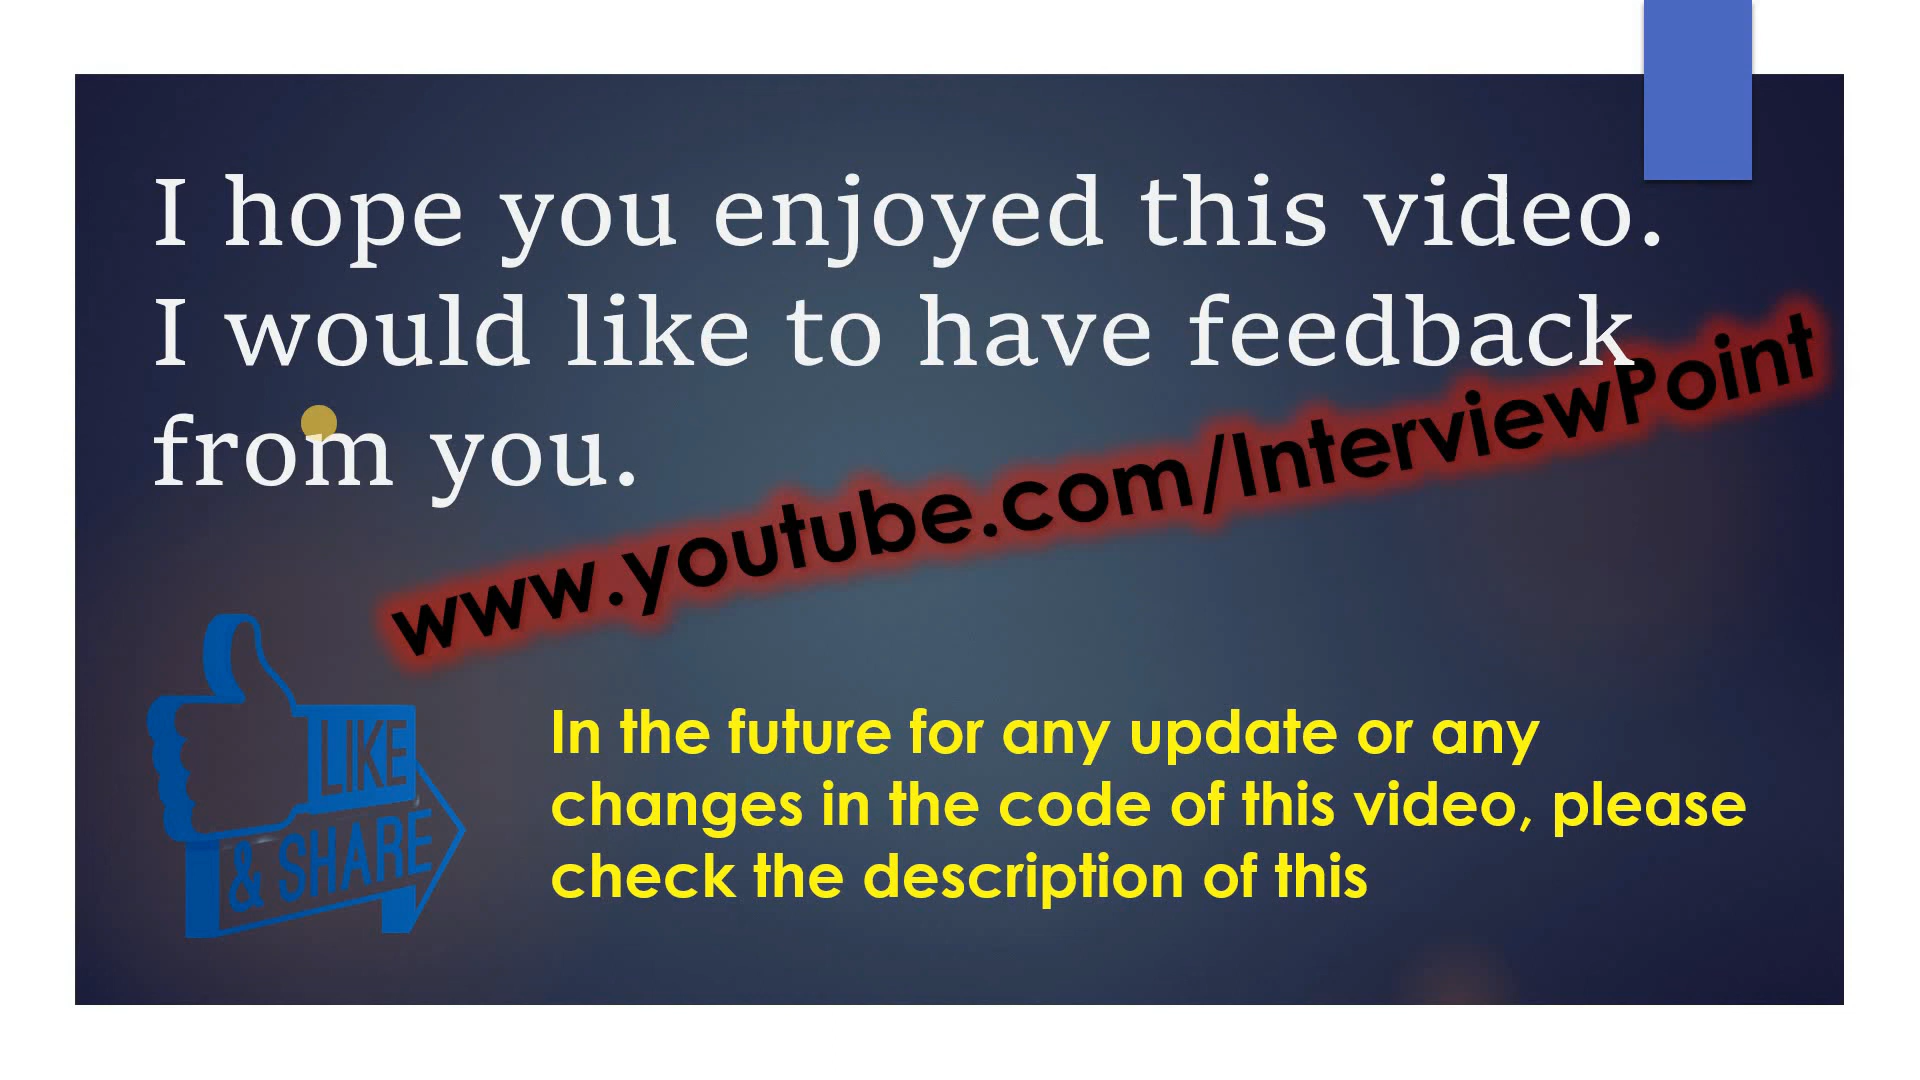 I hope you enjoyed this video.
I would like to have feedback
from you.
www.youtube.com/InterviewPoint
LIKE
& SHARE
In the future for any update or any
changes in the code of this video, please
check the description of this